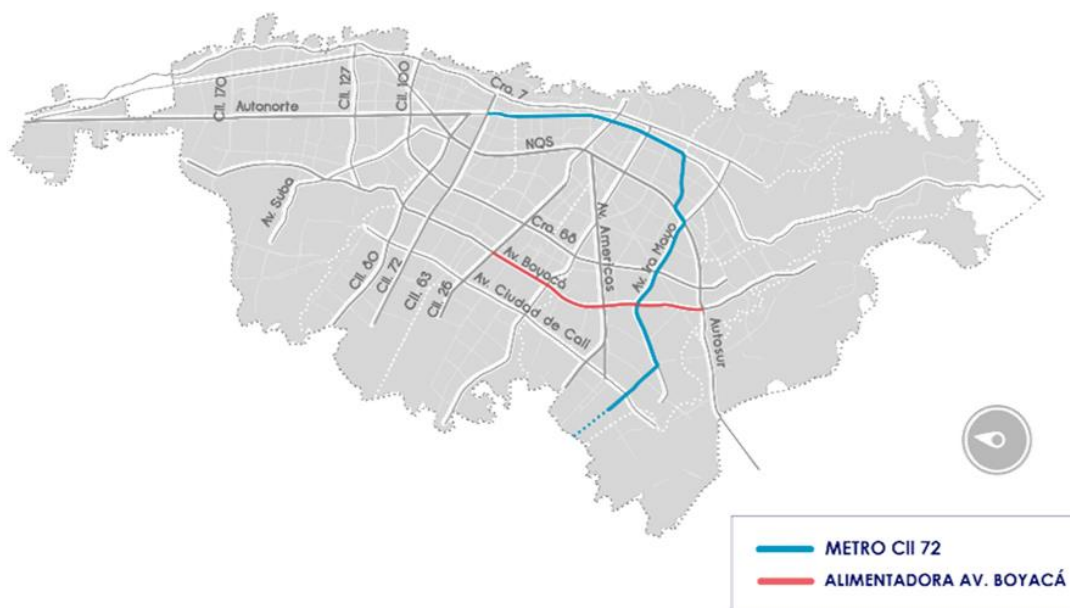 Cll. 170
Autonorte
Cll. 127
Cll. 100
Cra. 7
NQS
Av. Suba
Cll. 80
Cll. 72
Cll. 63
Cll. 26
Cra. 68
Av. Boyacá
Av. Americas
Av. 1ra Mayo
Av. Ciudad de Cali
Autosur
METRO Cll 72
ALIMENTADORA AV. BOYACÁ